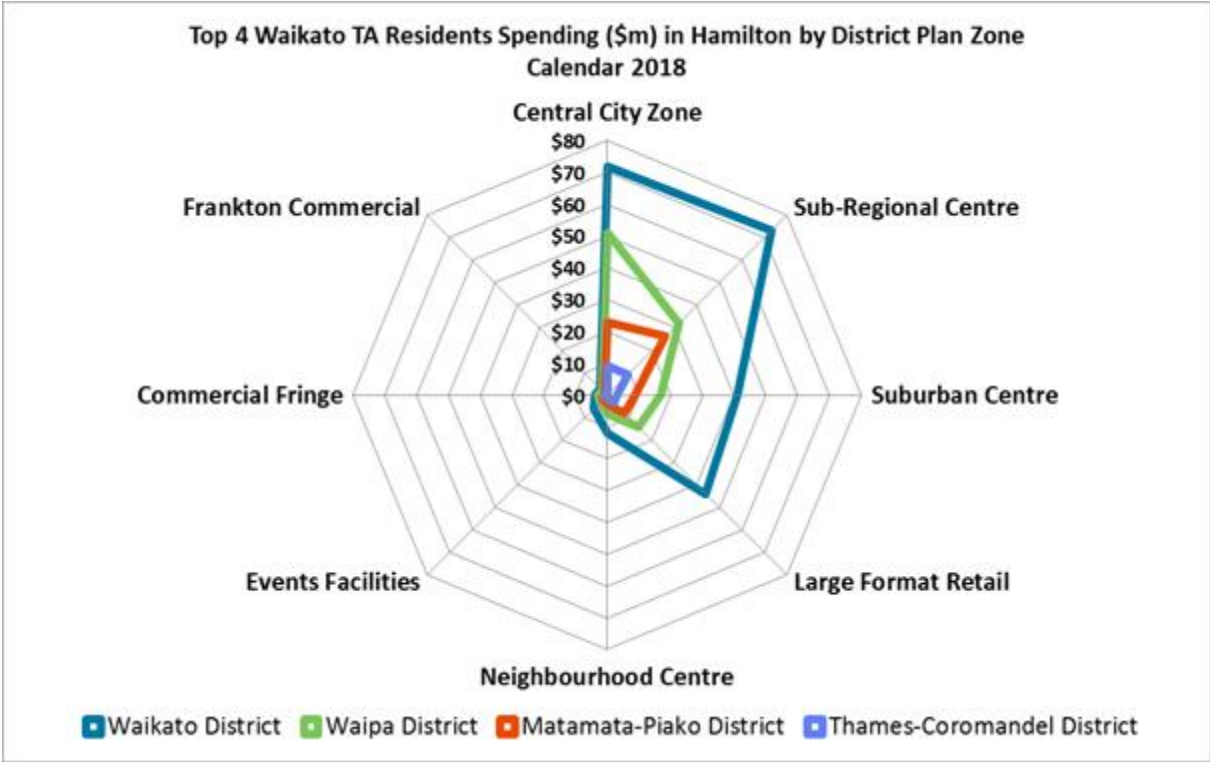 Top 4 Waikato TA Residents Spending ($m) in Hamilton by District Plan Zone
Calendar 2018
Central City Zone
$80
$70
$60
$50
$40
$30
$20
$10
$0
Frankton Commercial
Sub-Regional Centre
Commercial Fringe
Suburban Centre
Events Facilities
Large Format Retail
Neighbourhood Centre
Waikato District
Waipa District
Matamata-Piako District
Thames-Coromandel District